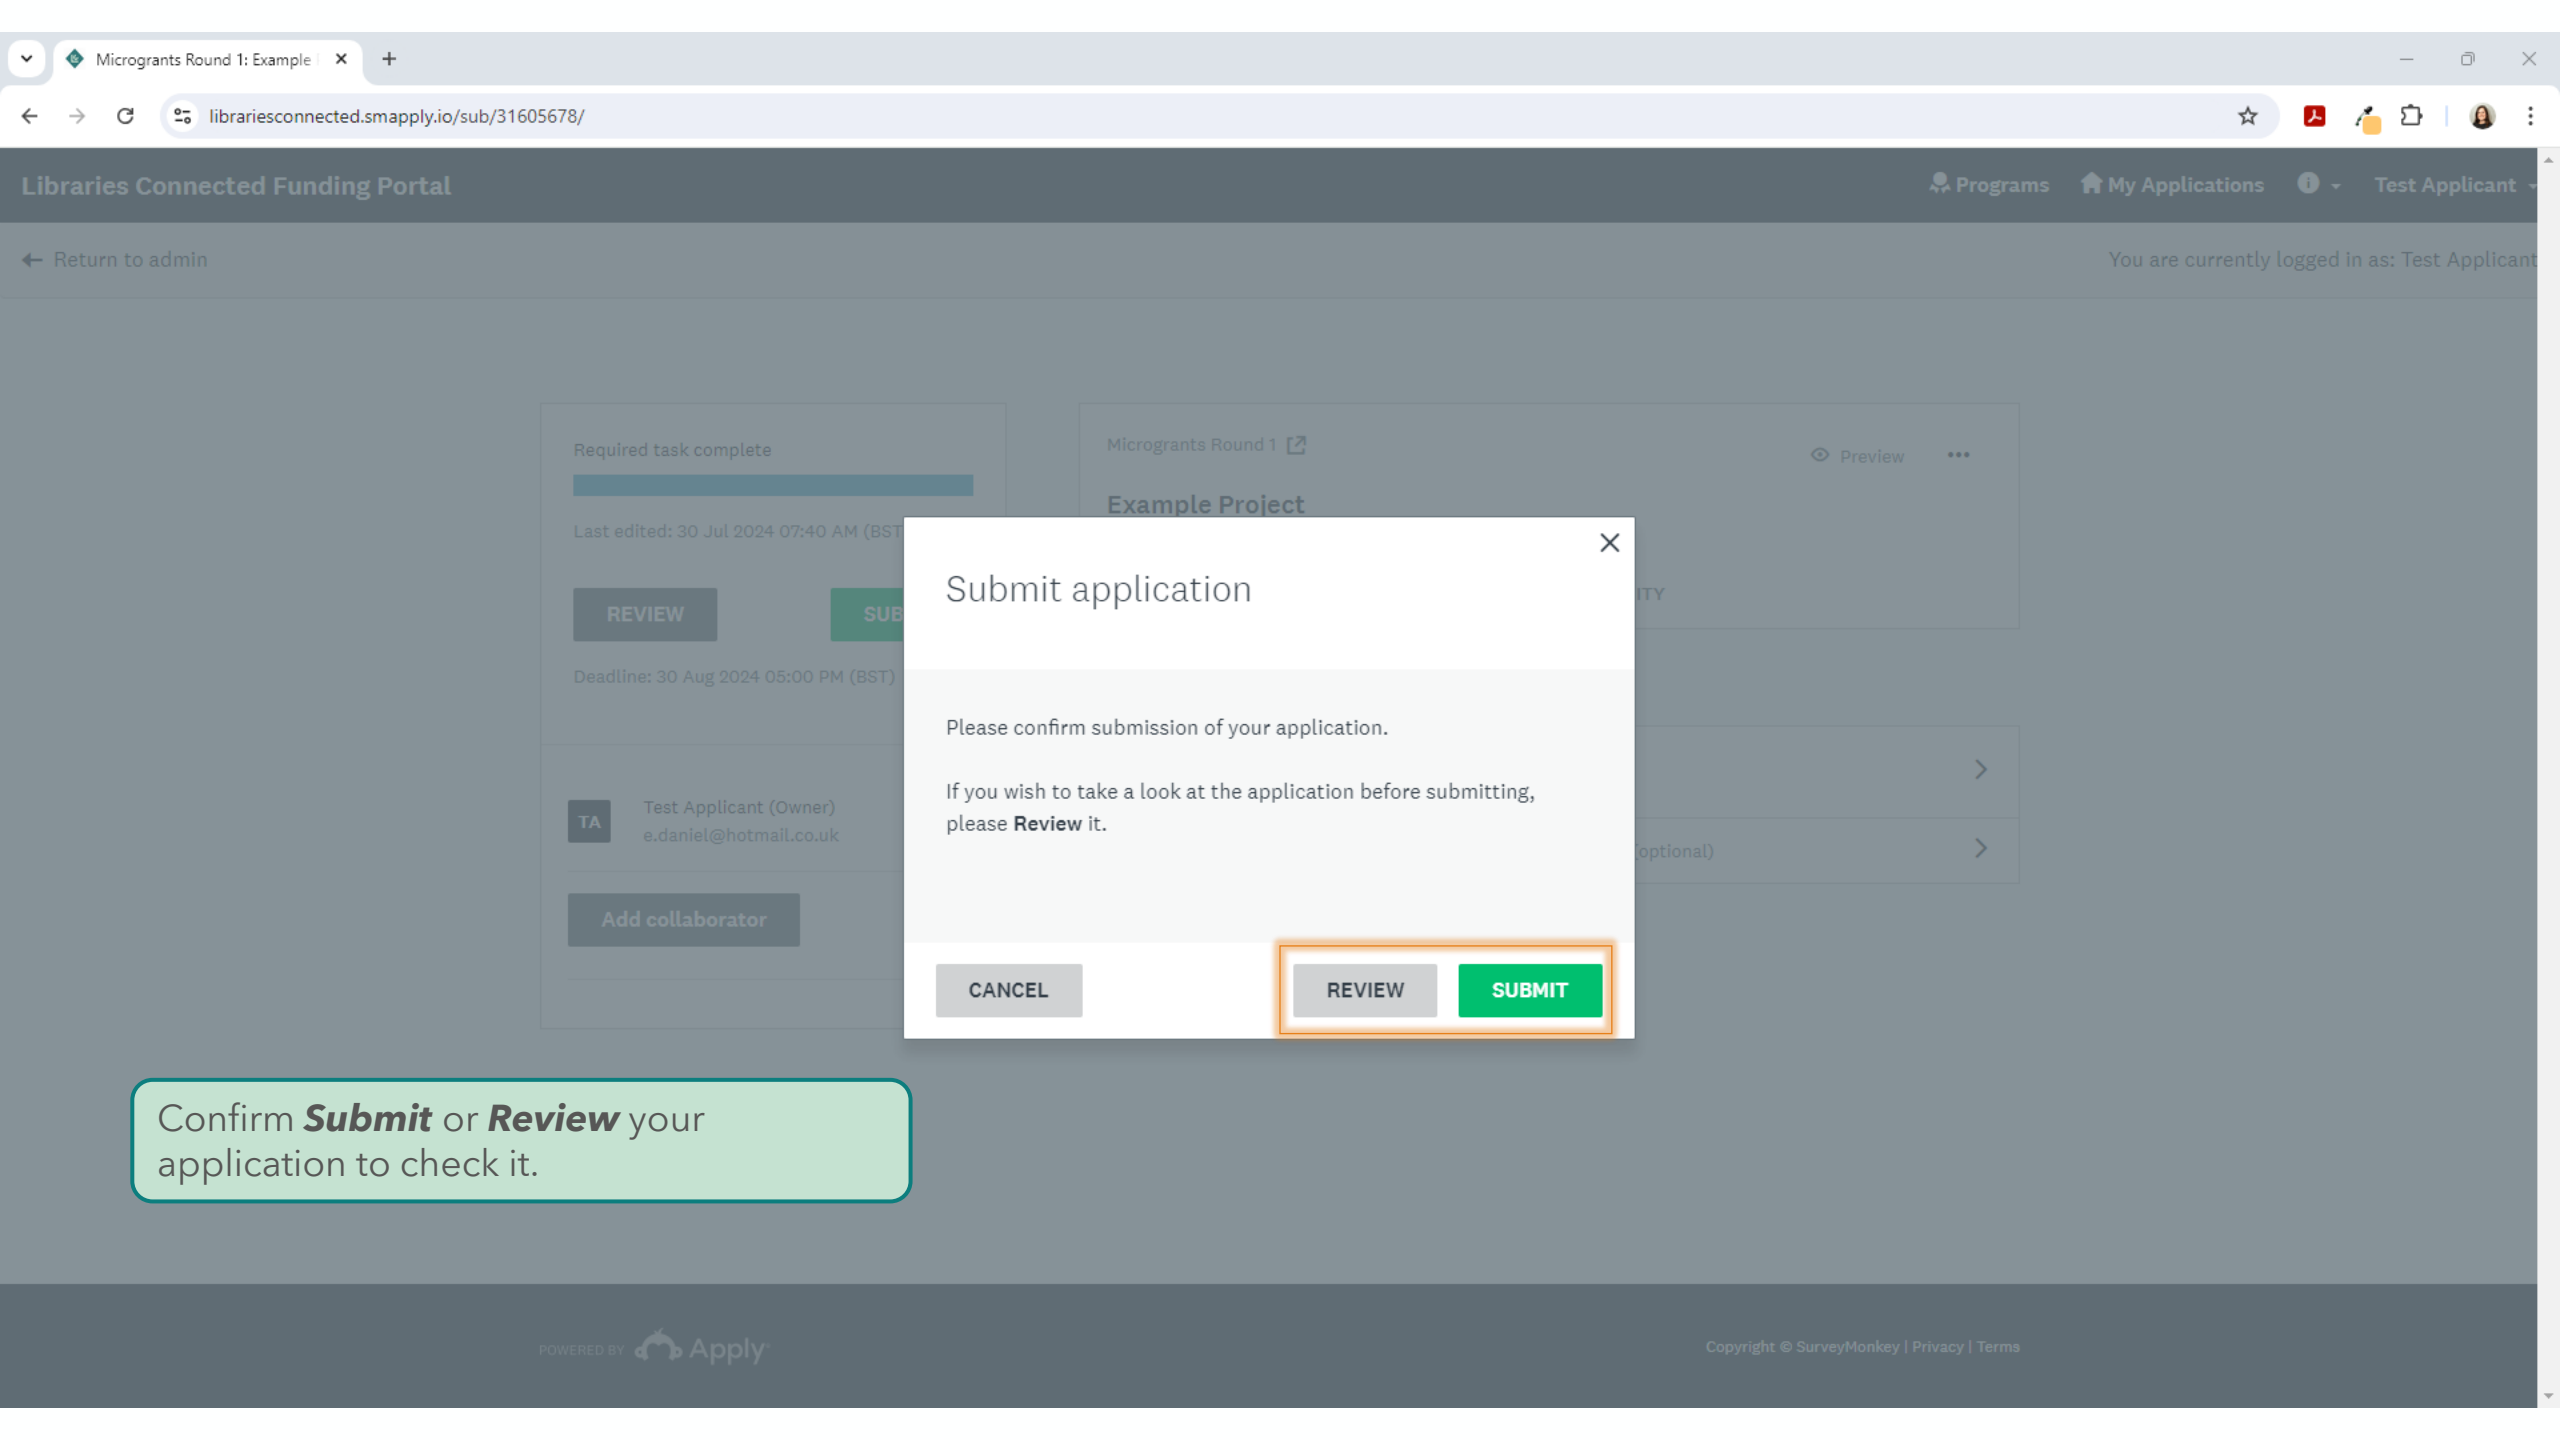 Microgrants Round 1: Example
librariesconnected.smapply.io/sub/31605678/
Libraries Connected Funding Portal
Programs
My Applications
Test Applicant
Return to admin
You are currently logged in as: Test Applicant
Required task complete
Last edited: 30 Jul 2024 07:40 AM (BST
REVIEW
SUB
Deadline: 30 Aug 2024 05:00 PM (BST)
TA
Test Applicant (Owner)
e.daniel@hotmail.co.uk
Add collaborator
Microgrants Round 1
Preview
Example Project
ITY
(optional)
Submit application
Please confirm submission of your application.
If you wish to take a look at the application before submitting,
please Review it.
CANCEL
REVIEW
SUBMIT
Confirm Submit or Review your
application to check it.
POWERED BY Apply
Copyright © SurveyMonkey | Privacy | Terms